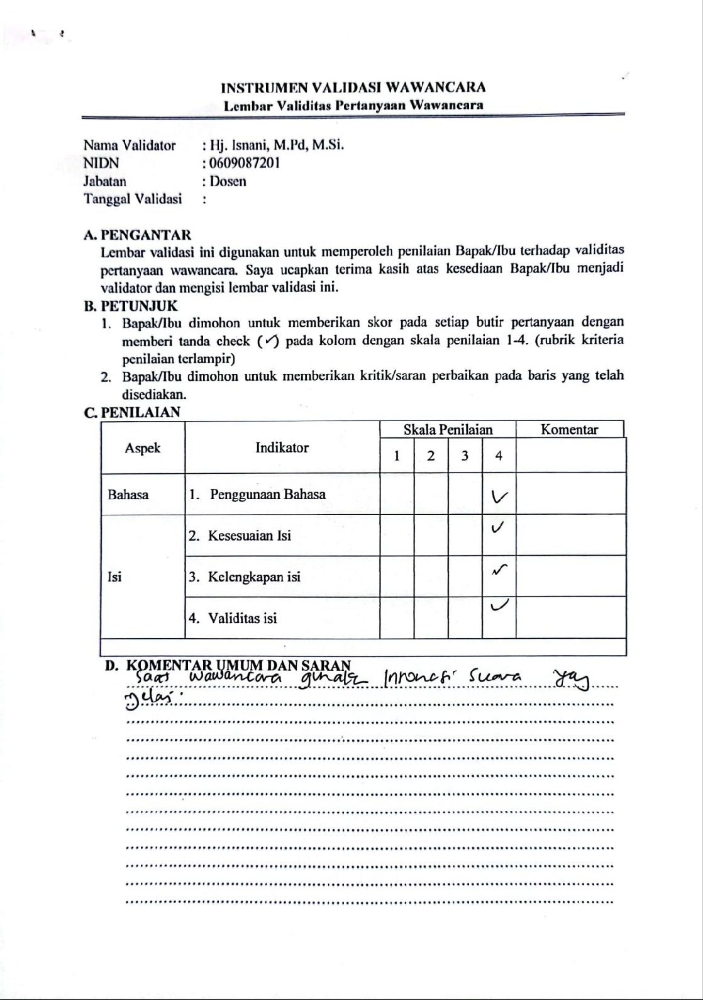 INSTRUMEN VALIDASI WAWANCARA
Lembar Validitas Pertanyaan Wawancara
Nama Validator : Hj. Isnani, M.Pd, M.Si.
NIDN : 0609087201
Jabatan : Dosen
Tanggal Validasi :
A. PENGANTAR
Lembar validasi ini digunakan untuk memperoleh penilaian Bapak/Ibu terhadap validitas
pertanyaan wawancara. Saya ucapkan terima kasih atas kesediaan Bapak/Ibu menjadi
validator dan mengisi lembar validasi ini.
B. PETUNJUK
1. Bapak/Ibu dimohon untuk memberikan skor pada setiap butir pertanyaan dengan
memberi tanda check (✓) pada kolom dengan skala penilaian 1-4. (rubrik kriteria
penilaian terlampir)
2. Bapak/Ibu dimohon untuk memberikan kritik/saran perbaikan pada baris yang telah
disediakan.
C. PENILAIAN
Aspek Indikator Skala Penilaian Komentar
1 2 3 4
Bahasa 1. Penggunaan Bahasa ✓
2. Kesesuaian Isi ✓
Isi 3. Kelengkapan isi ✓
4. Validitas isi ✓
D. KOMENTAR UMUM DAN SARAN
Saat wawancara Intonasi Suara yag
jelas.